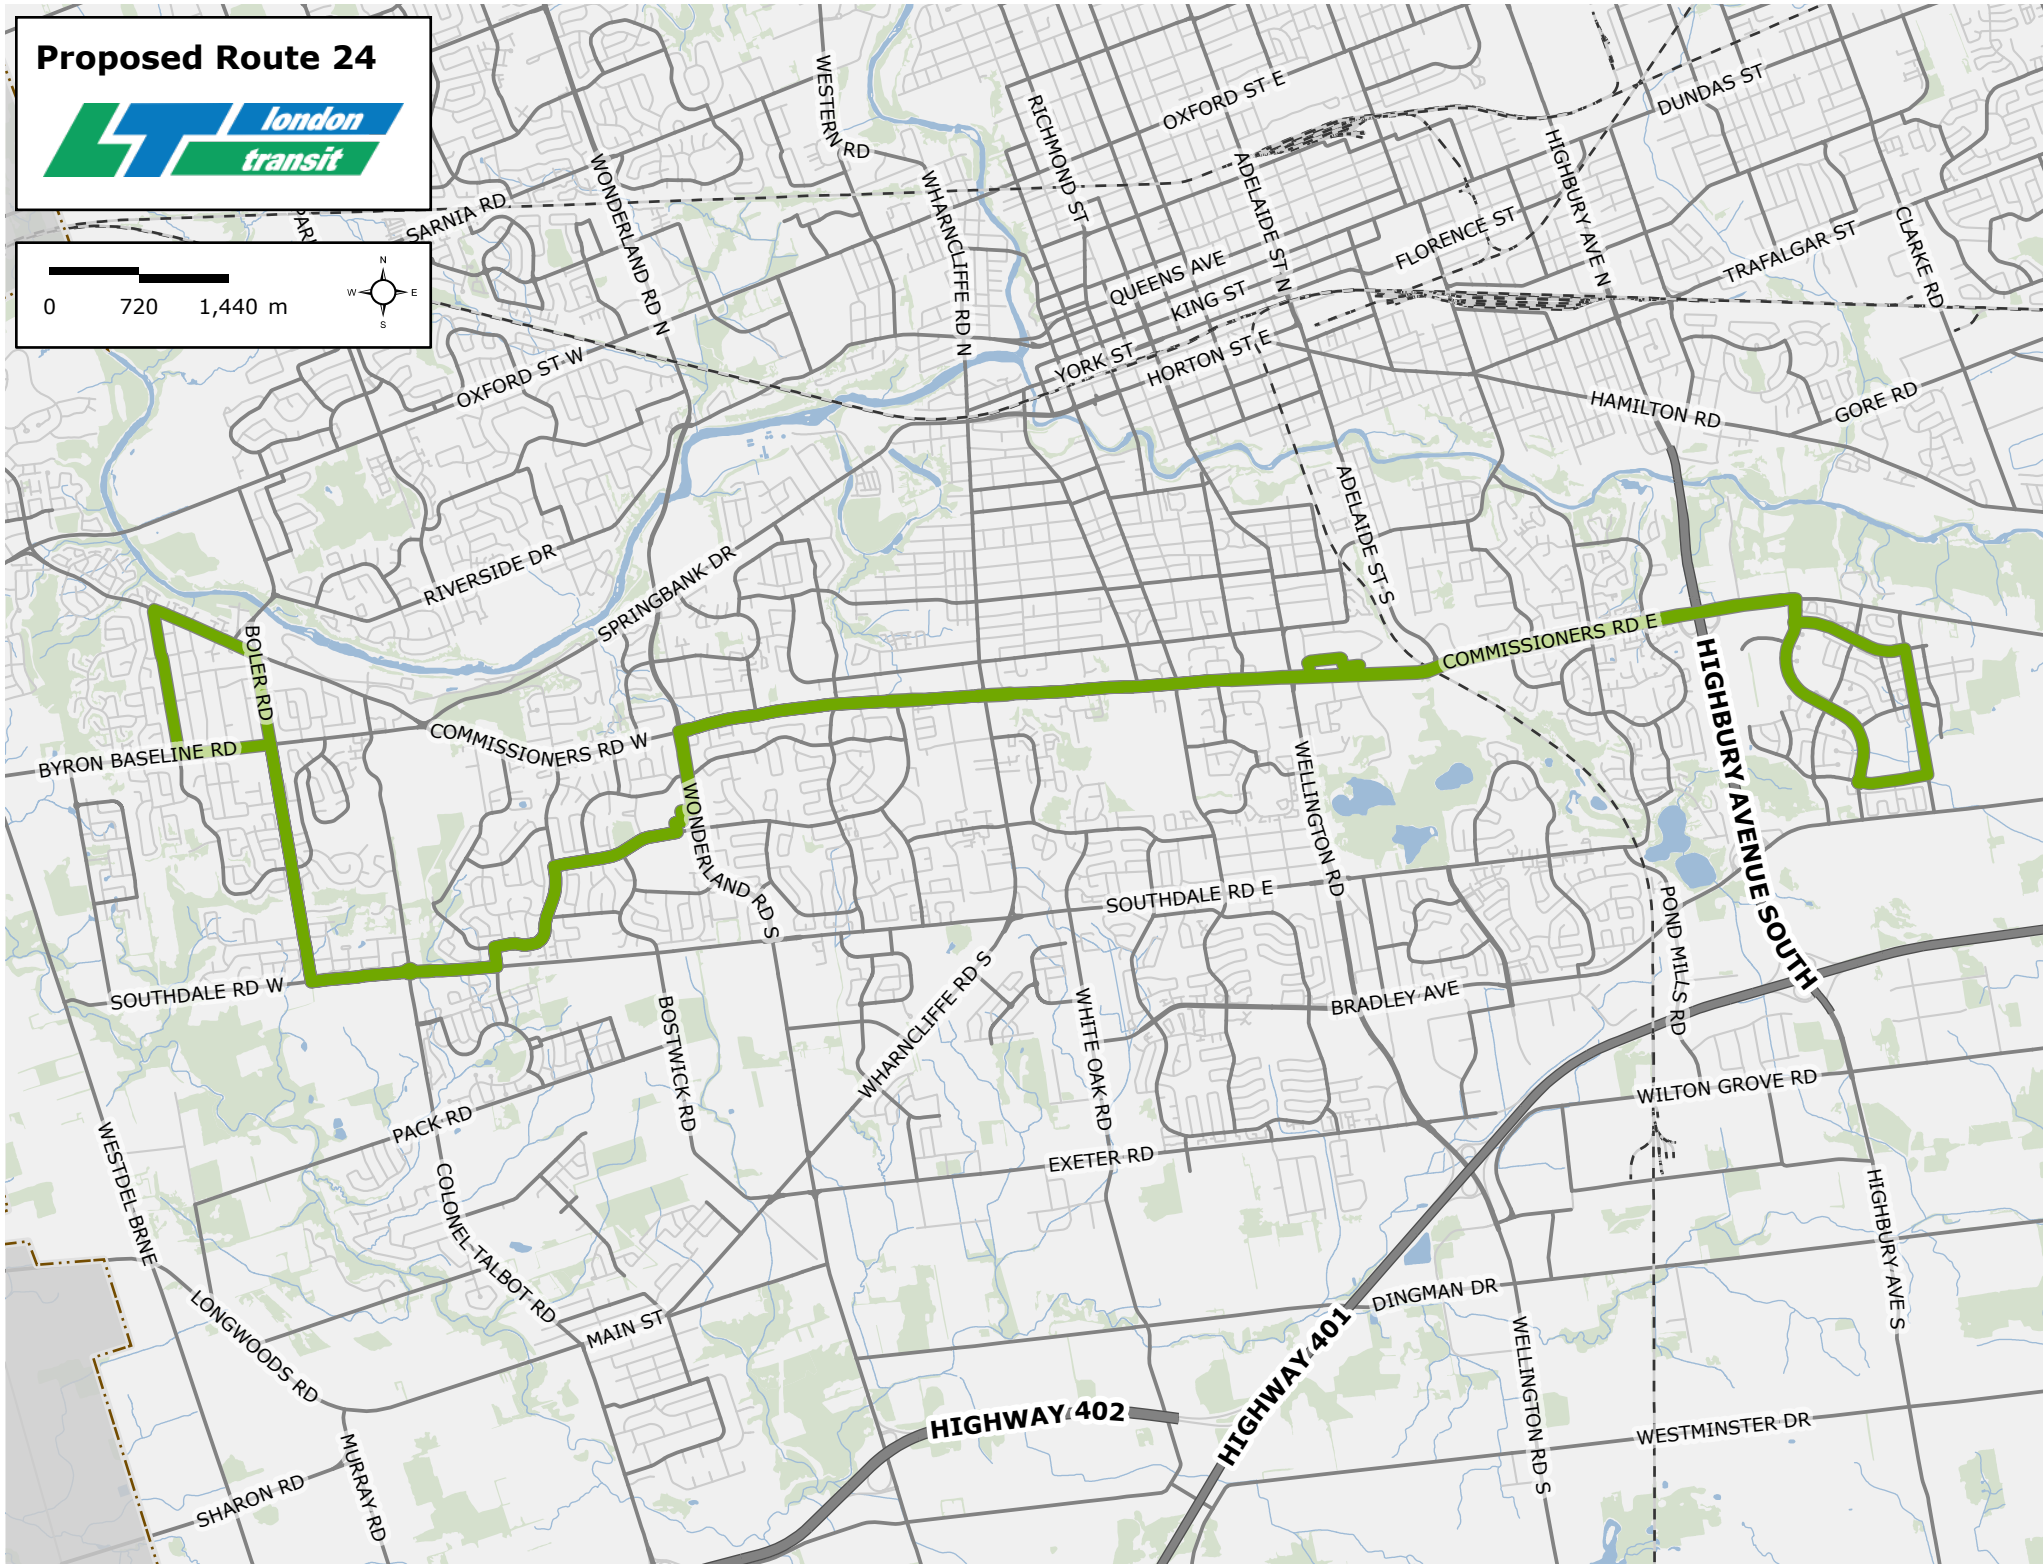 Proposed Route 24
london
transit
0 720 1,440 m
N
W E
S
WESTERN RD
RICHMOND ST
OXFORD ST E
DUNDAS ST
WONDERLAND RD N
WHARNCLIFFE RD N
ADELAIDE ST N
HIGHBURY AVE N
SARNIA RD
FLORENCE ST
TRAFALGAR ST
CLARKE RD
QUEENS AVE
KING ST
YORK ST
HORTON ST E
OXFORD ST W
HAMILTON RD
GORE RD
ADELAIDE ST S
RIVERSIDE DR
SPRINGBANK DR
BOLER RD
COMMISSIONERS RD E
HIGHBURY AVENUE SOUTH
BYRON BASELINE RD
COMMISSIONERS RD W
WONDERLAND RD S
WELLINGTON RD
SOUTHDALE RD E
POND MILLS RD
SOUTHDALE RD W
BOSTWICK RD
WHARNCLIFFE RD S
WHITE OAK RD
BRADLEY AVE
WILTON GROVE RD
PACK RD
WESTDEL BRNE
COLONEL TALBOT RD
EXETER RD
HIGHBURY AVE S
LONGWOODS RD
MAIN ST
DINGMAN DR
HIGHWAY 401
WELLINGTON RD S
HIGHWAY 402
WESTMINSTER DR
MURRAY RD
SHARON RD